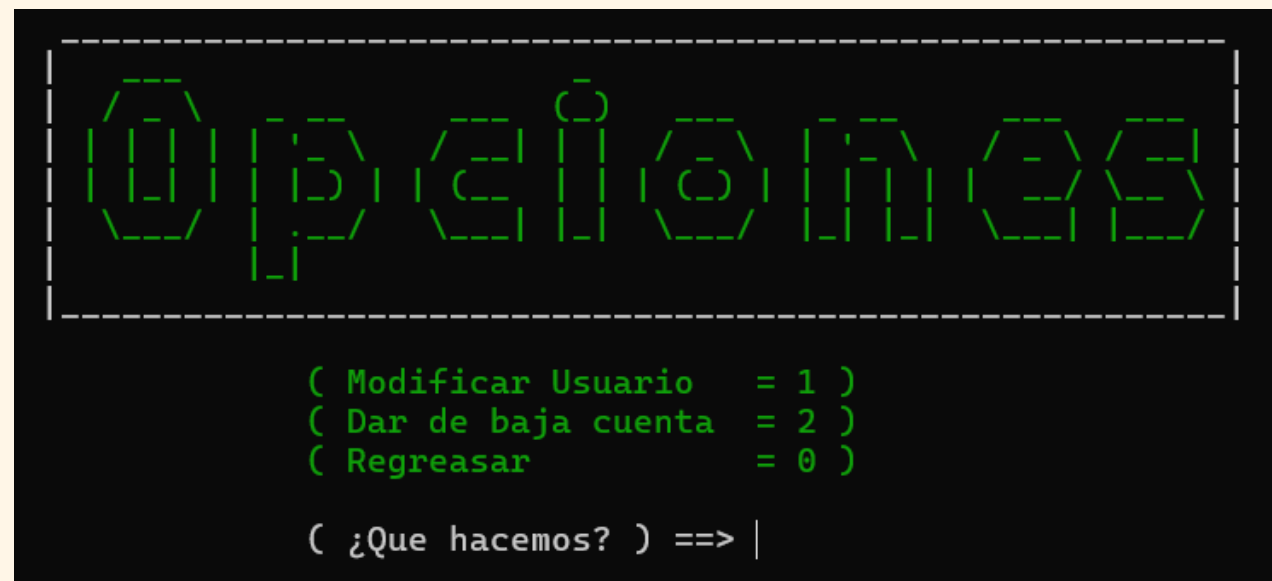 Opciones
( Modificar Usuario = 1 )
( Dar de baja cuenta = 2 )
( Regreasar = 0 )
( ¿Que hacemos? ) ==>